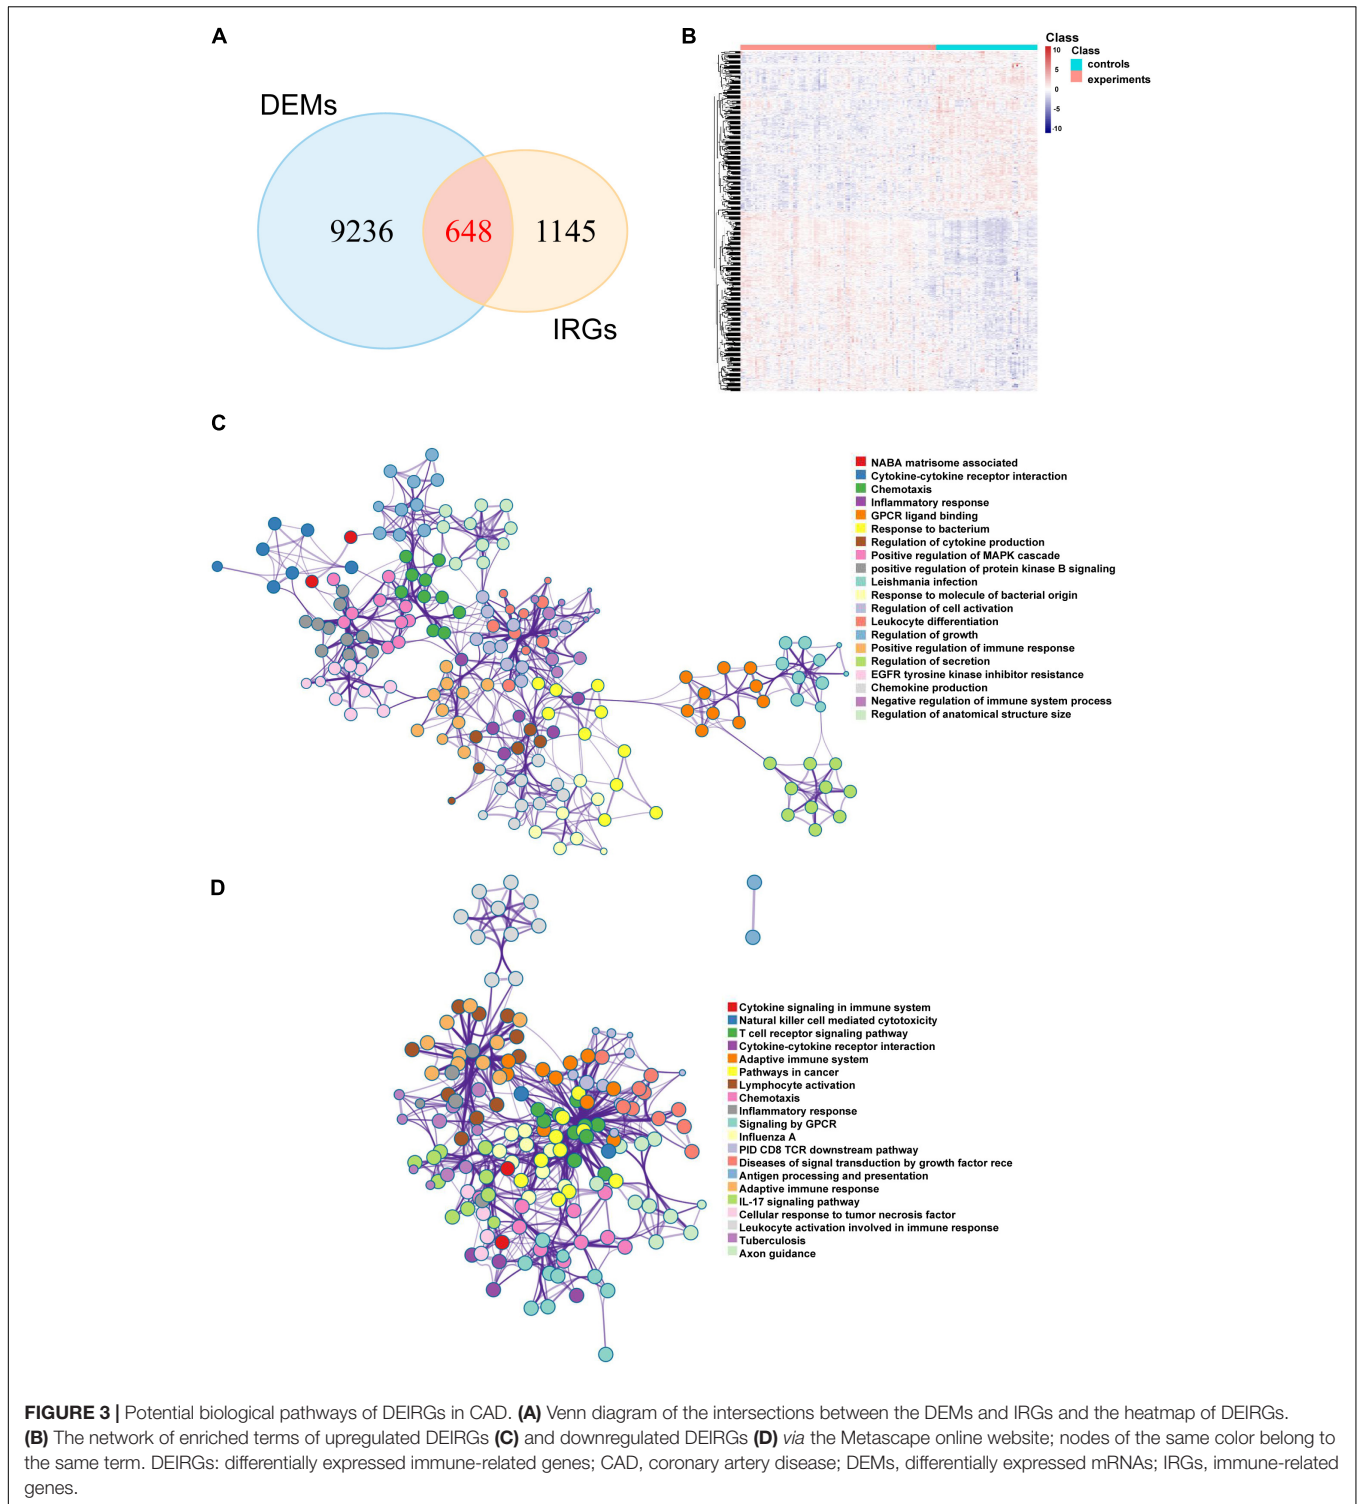 A
DEMs
9236
648
1145
IRGs
B
Class
10
5
0
-5
-10
Class
controls
experiments
C
NABA matrisome associated
Cytokine-cytokine receptor interaction
Chemotaxis
Inflammatory response
GPCR ligand binding
Response to bacterium
Regulation of cytokine production
Positive regulation of MAPK cascade
positive regulation of protein kinase B signaling
Leishmania infection
Response to molecule of bacterial origin
Regulation of cell activation
Leukocyte differentiation
Regulation of growth
Positive regulation of immune response
Regulation of secretion
EGFR tyrosine kinase inhibitor resistance
Chemokine production
Negative regulation of immune system process
Regulation of anatomical structure size
D
Cytokine signaling in immune system
Natural killer cell mediated cytotoxicity
T cell receptor signaling pathway
Cytokine-cytokine receptor interaction
Adaptive immune system
Pathways in cancer
Lymphocyte activation
Chemotaxis
Inflammatory response
Signaling by GPCR
Influenza A
PID CD8 TCR downstream pathway
Diseases of signal transduction by growth factor rece
Antigen processing and presentation
Adaptive immune response
IL-17 signaling pathway
Cellular response to tumor necrosis factor
Leukocyte activation involved in immune response
Tuberculosis
Axon guidance
FIGURE 3 | Potential biological pathways of DEIRGs in CAD. (A) Venn diagram of the intersections between the DEMs and IRGs and the heatmap of DEIRGs.
(B) The network of enriched terms of upregulated DEIRGs (C) and downregulated DEIRGs (D) via the Metascape online website; nodes of the same color belong to
the same term. DEIRGs: differentially expressed immune-related genes; CAD, coronary artery disease; DEMs, differentially expressed mRNAs; IRGs, immune-related
genes.